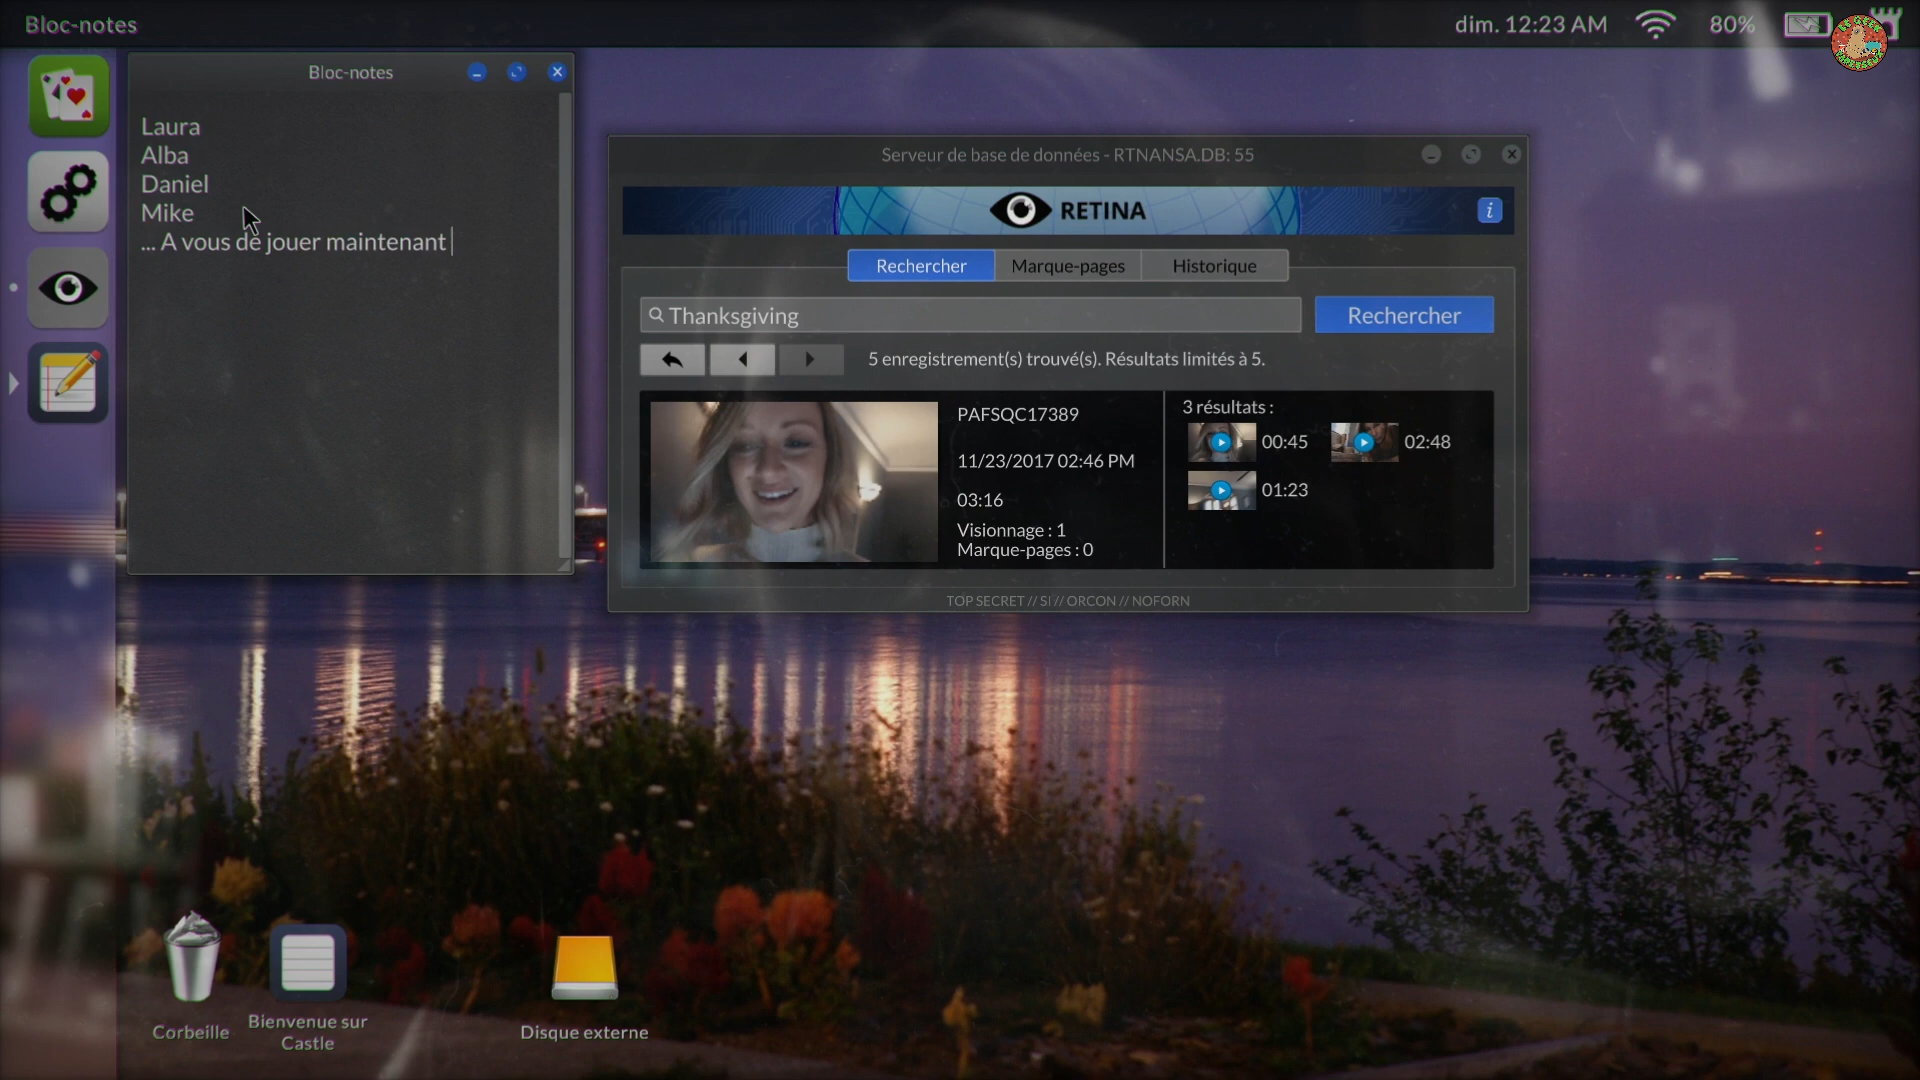 Bloc-notes
dim. 12:23 AM
80%
Bloc-notes
Laura
Alba
Daniel
Mike
... A vous de jouer maintenant
Serveur de base de données - RTNANSA.DB: 55
RETINA
i
Rechercher
Marque-pages
Historique
Thanksgiving
Rechercher
5 enregistrement(s) trouvé(s). Résultats limités à 5.
PAFSQC17389
11/23/2017 02:46 PM
03:16
Visionnage : 1
Marque-pages : 0
3 résultats :
00:45
02:48
01:23
TOP SECRET // SI // ORCON // NOFORN
Corbeille
Bienvenue sur
Castle
Disque externe